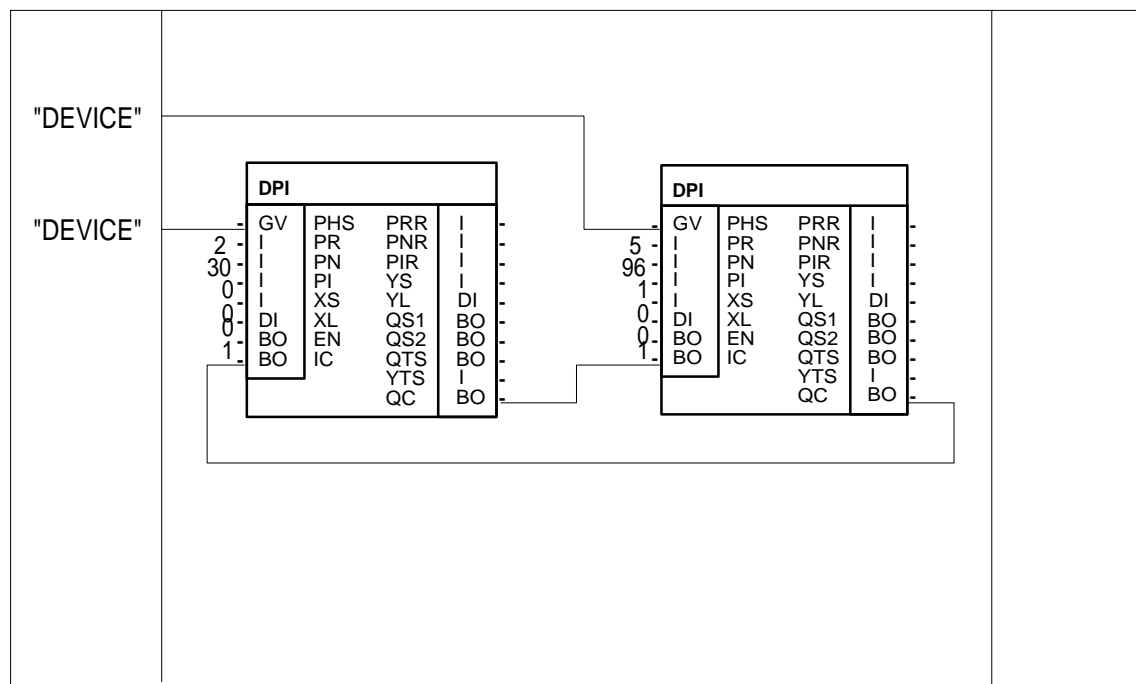 "DEVICE"
"DEVICE"
DPI
GV PHS PRR I
2 I PR PNR I
30 I PN PIR I
0 I PI YS I
0 I XS YL DI
0 DI XL QS1 BO
BO EN QS2 BO
1 BO IC QTS BO
YTS I
QC BO
DPI
GV PHS PRR I
5 I PR PNR I
96 I PN PIR I
1 I PI YS I
0 I XS YL DI
0 DI XL QS1 BO
BO EN QS2 BO
1 BO IC QTS BO
YTS I
QC BO